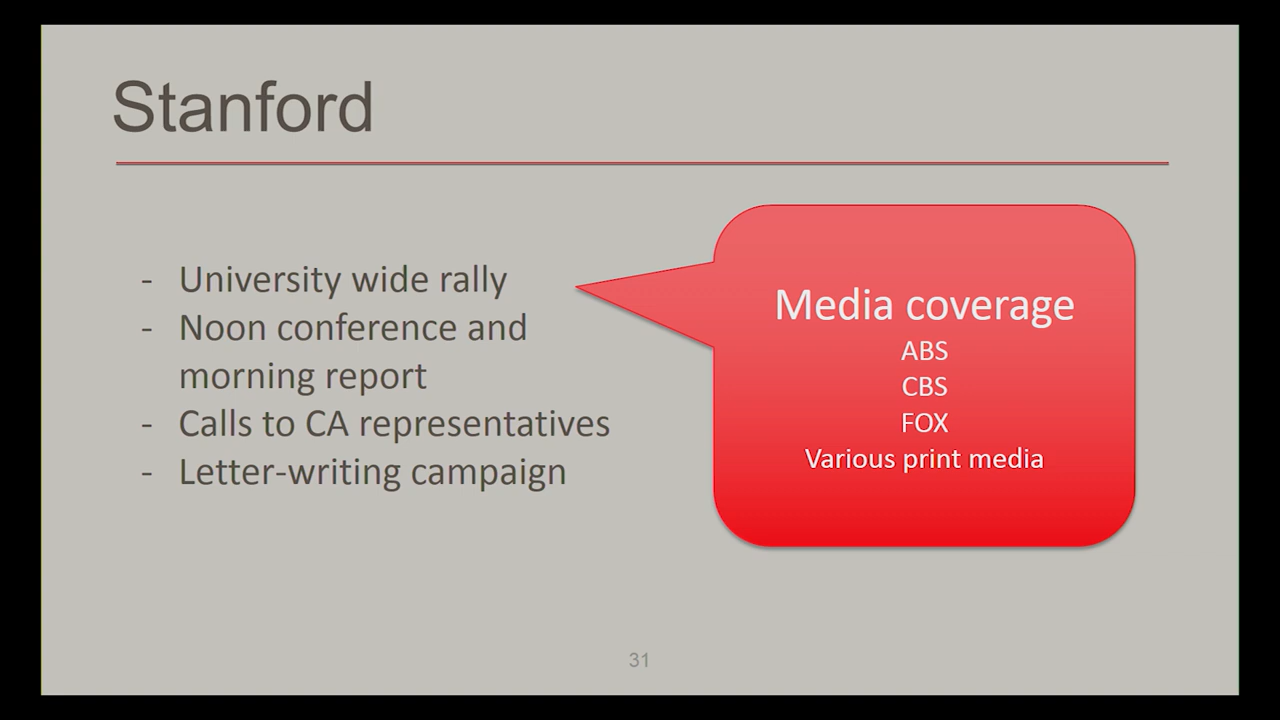 Stanford
- University wide rally
- Noon conference and
morning report
- Calls to CA representatives
- Letter-writing campaign
Media coverage
ABS
CBS
FOX
Various print media
31